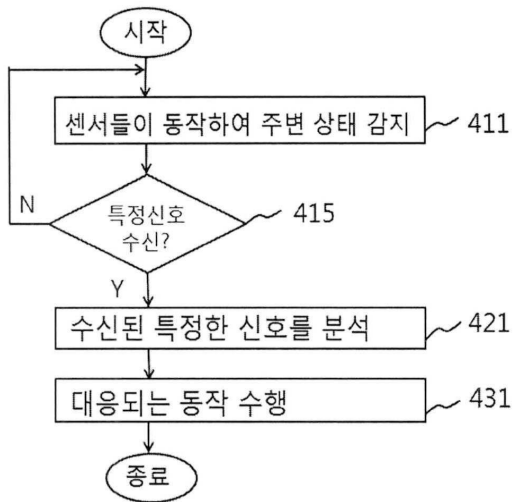 시작
센서들이 동작하여 주변 상태 감지
411
특정신호
수신?
415
N
Y
수신된 특정한 신호를 분석
421
대응되는 동작 수행
431
종료